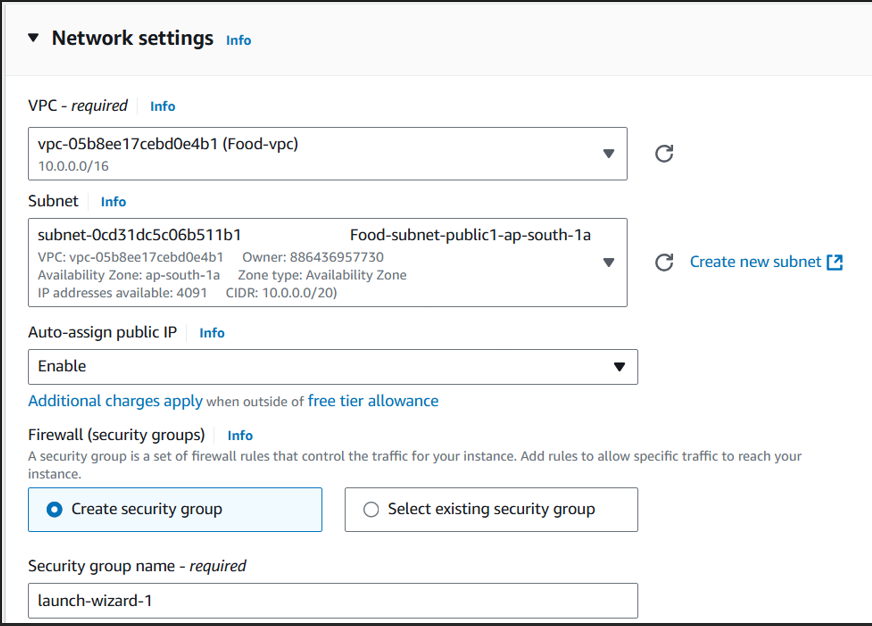 Network settings Info
VPC - required Info
vpc-05b8ee17cebd0e4b1 (Food-vpc)
10.0.0.0/16
Subnet Info
subnet-0cd31dc5c06b511b1 Food-subnet-public1-ap-south-1a
VPC: vpc-05b8ee17cebd0e4b1 Owner: 886436957730
Availability Zone: ap-south-1a Zone type: Availability Zone
IP addresses available: 4091 CIDR: 10.0.0.0/20)
Create new subnet
Auto-assign public IP Info
Enable
Additional charges apply when outside of free tier allowance
Firewall (security groups) Info
A security group is a set of firewall rules that control the traffic for your instance. Add rules to allow specific traffic to reach your
instance.
Create security group Select existing security group
Security group name - required
launch-wizard-1